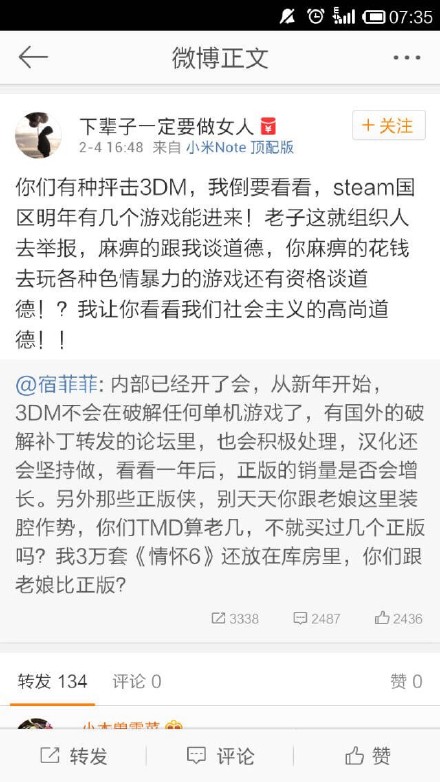 07:35
微博正文
下辈子一定要做女人
+ 关注
2-4 16:48 来自 小米Note 顶配版
你们有种抨击3DM，我倒要看看，steam国
区明年有几个游戏能进来！老子这就组织人
去举报，麻痹的跟我谈道德，你麻痹的花钱
去玩各种色情暴力的游戏还有资格谈道
德！？我让你看看我们社会主义的高尚道
德！！
@宿菲菲: 内部已经开了会，从新年开始，
3DM不会在破解任何单机游戏了，有国外的破
解补丁转发的论坛里，也会积极处理，汉化还
会坚持做，看看一年后，正版的销量是否会增
长。另外那些正版侠，别天天你跟老娘这里装
腔作势，你们TMD算老几，不就买过几个正版
吗？我3万套《情怀6》还放在库房里，你们跟
老娘比正版？
3338 2487 2436
转发 134 评论 0 赞 0
转发 评论 赞